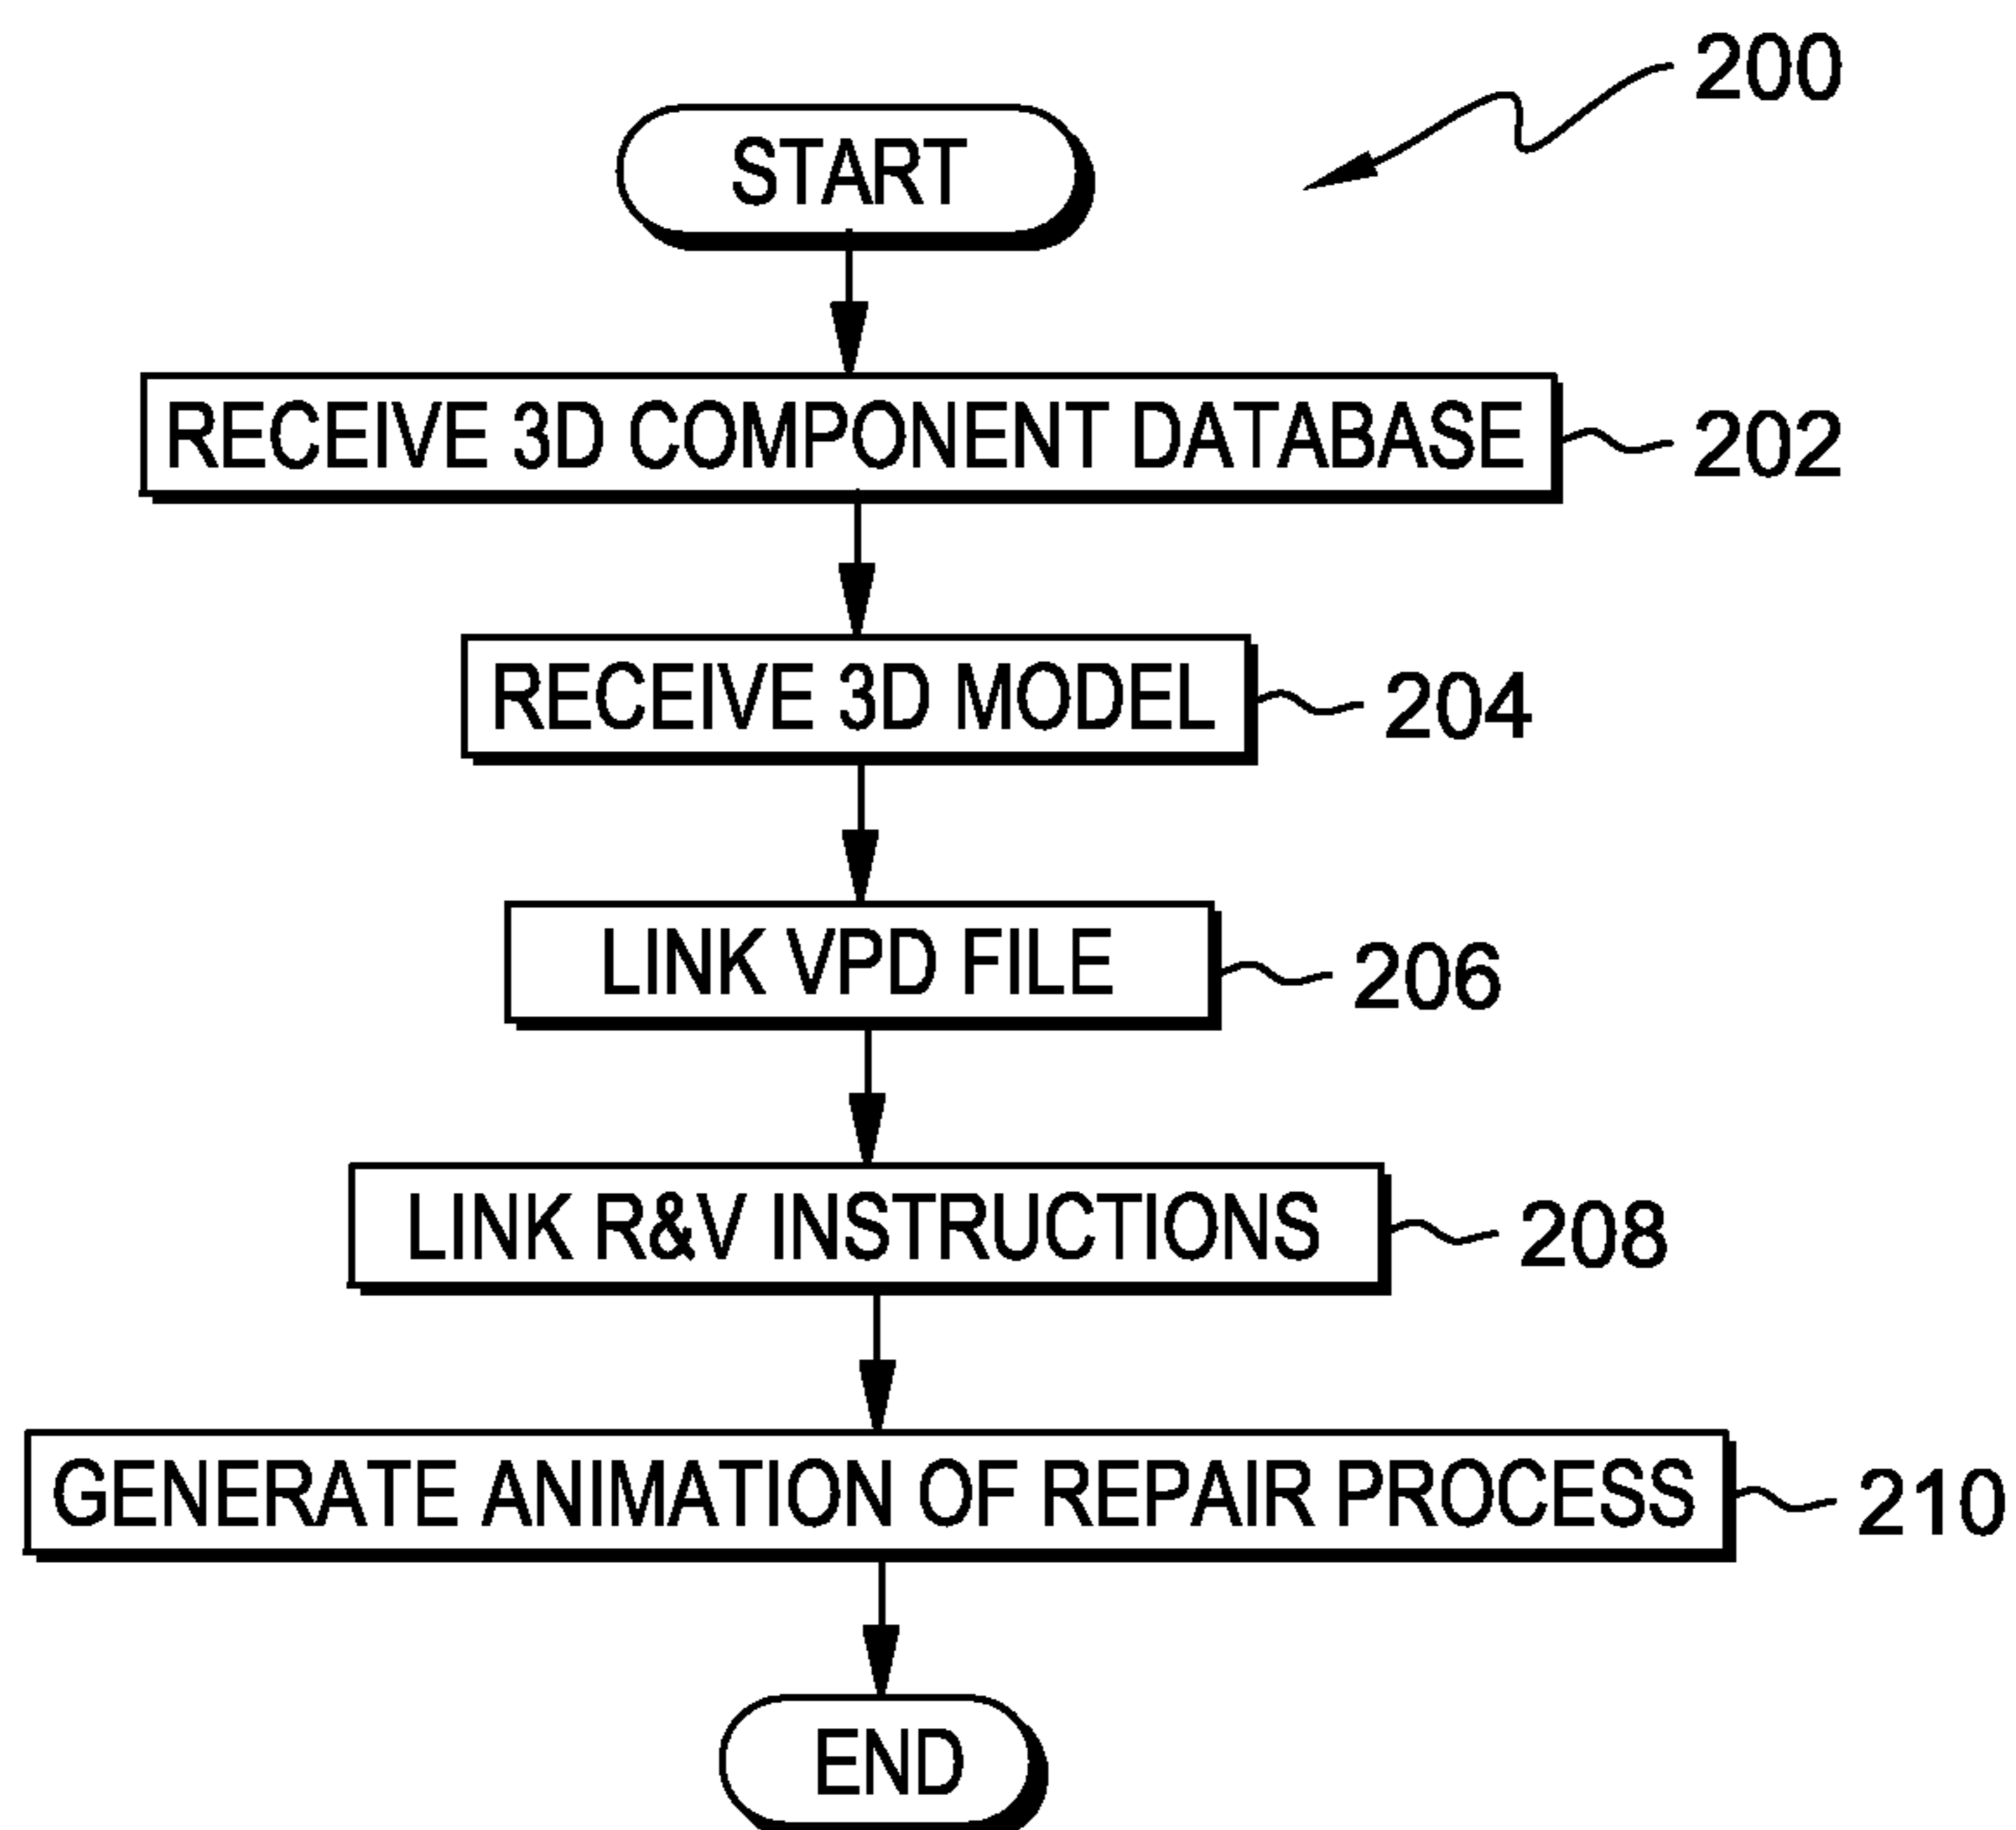 200
START
RECEIVE 3D COMPONENT DATABASE
202
RECEIVE 3D MODEL
204
LINK VPD FILE
206
LINK R&V INSTRUCTIONS
208
GENERATE ANIMATION OF REPAIR PROCESS
210
END